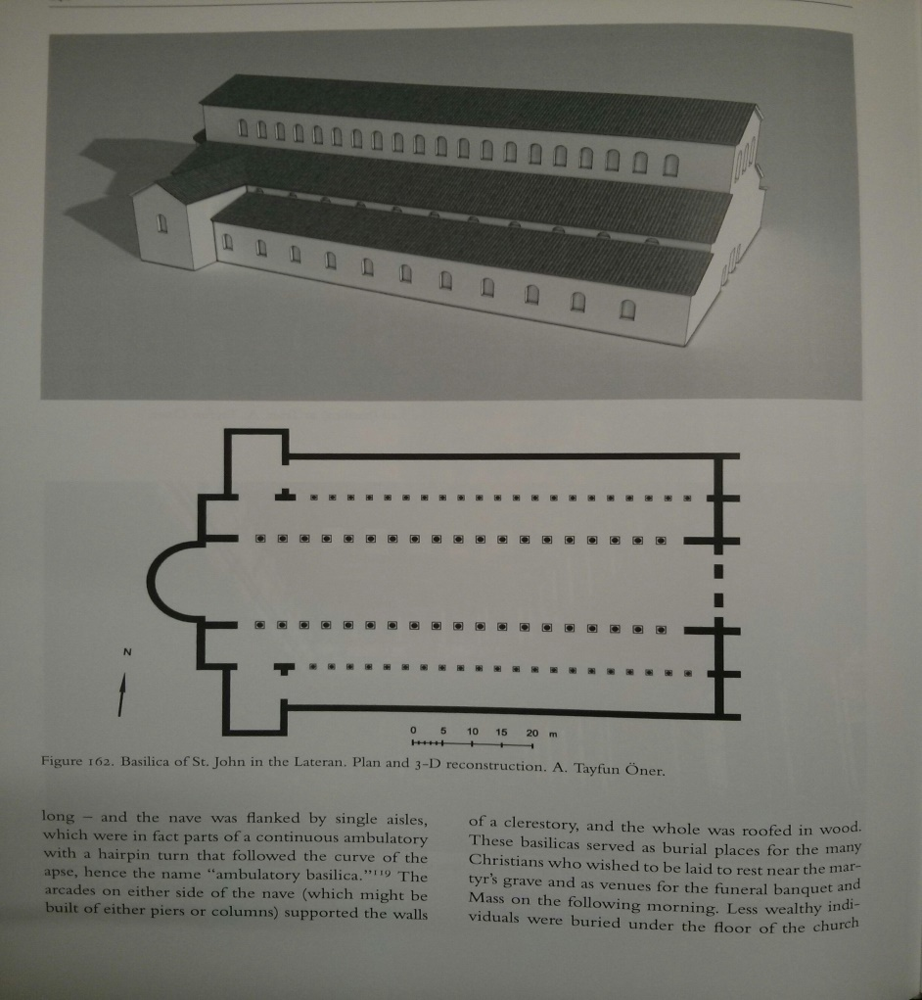 N
0 5 10 15 20 m
Figure 162. Basilica of St. John in the Lateran. Plan and 3-D reconstruction. A. Tayfun Öner.
long – and the nave was flanked by single aisles,
which were in fact parts of a continuous ambulatory
with a hairpin turn that followed the curve of the
apse, hence the name “ambulatory basilica.”119 The
arcades on either side of the nave (which might be
built of either piers or columns) supported the walls
of a clerestory, and the whole was roofed in wood.
These basilicas served as burial places for the many
Christians who wished to be laid to rest near the mar-
tyr’s grave and as venues for the funeral banquet and
Mass on the following morning. Less wealthy indi-
viduals were buried under the floor of the church